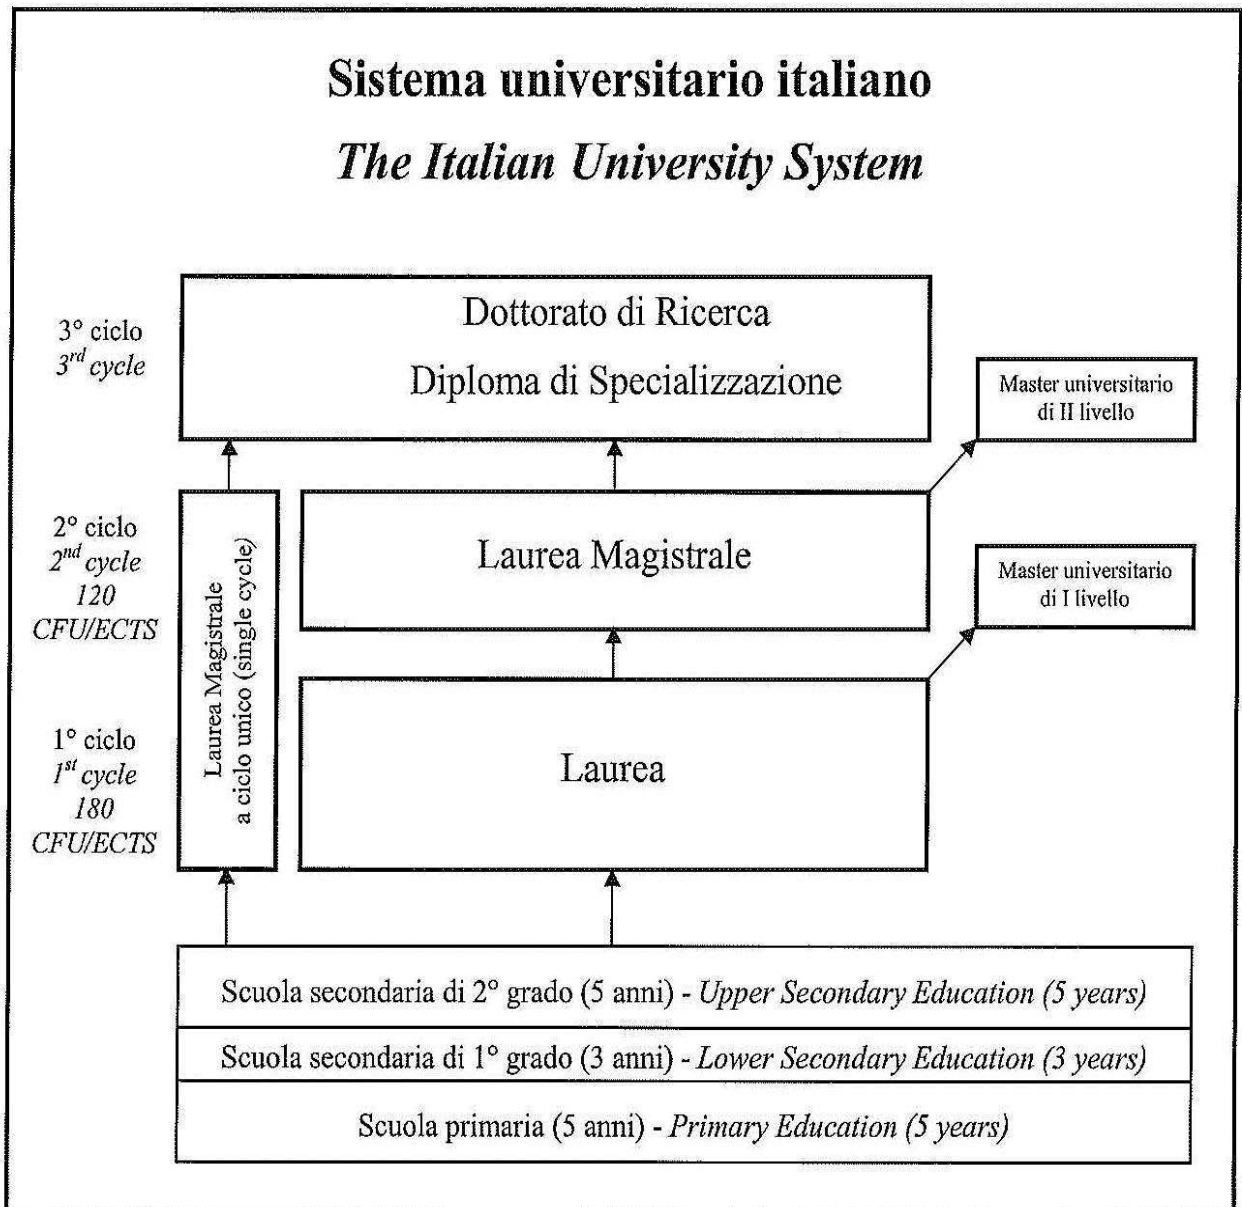 Sistema universitario italiano
The Italian University System
3° ciclo
3rd cycle
Dottorato di Ricerca
Diploma di Specializzazione
Master universitario
di II livello
2° ciclo
2nd cycle
120
CFU/ECTS
Laurea Magistrale
a ciclo unico (single cycle)
Laurea Magistrale
Master universitario
di I livello
1° ciclo
1st cycle
180
CFU/ECTS
Laurea
Scuola secondaria di 2° grado (5 anni) - Upper Secondary Education (5 years)
Scuola secondaria di 1° grado (3 anni) - Lower Secondary Education (3 years)
Scuola primaria (5 anni) - Primary Education (5 years)